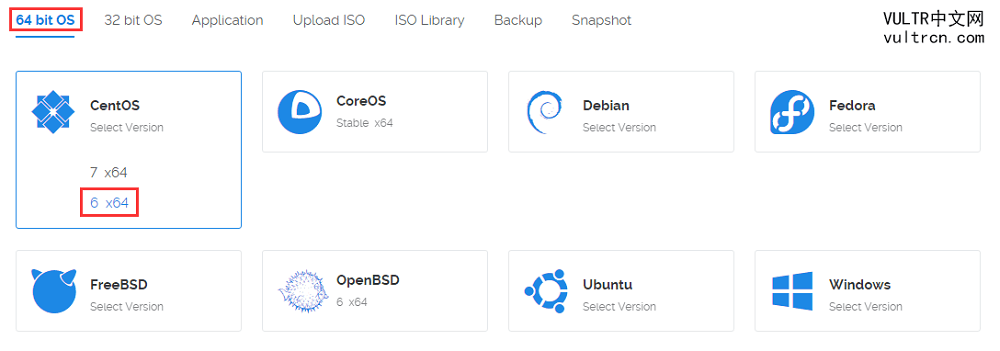 64 bit OS 32 bit OS Application Upload ISO ISO Library Backup Snapshot
VULTR中文网
vultrcn.com
CentOS
Select Version
7 x64
6 x64
CoreOS
Stable x64
Debian
Select Version
Fedora
Select Version
FreeBSD
Select Version
OpenBSD
6 x64
Ubuntu
Select Version
Windows
Select Version